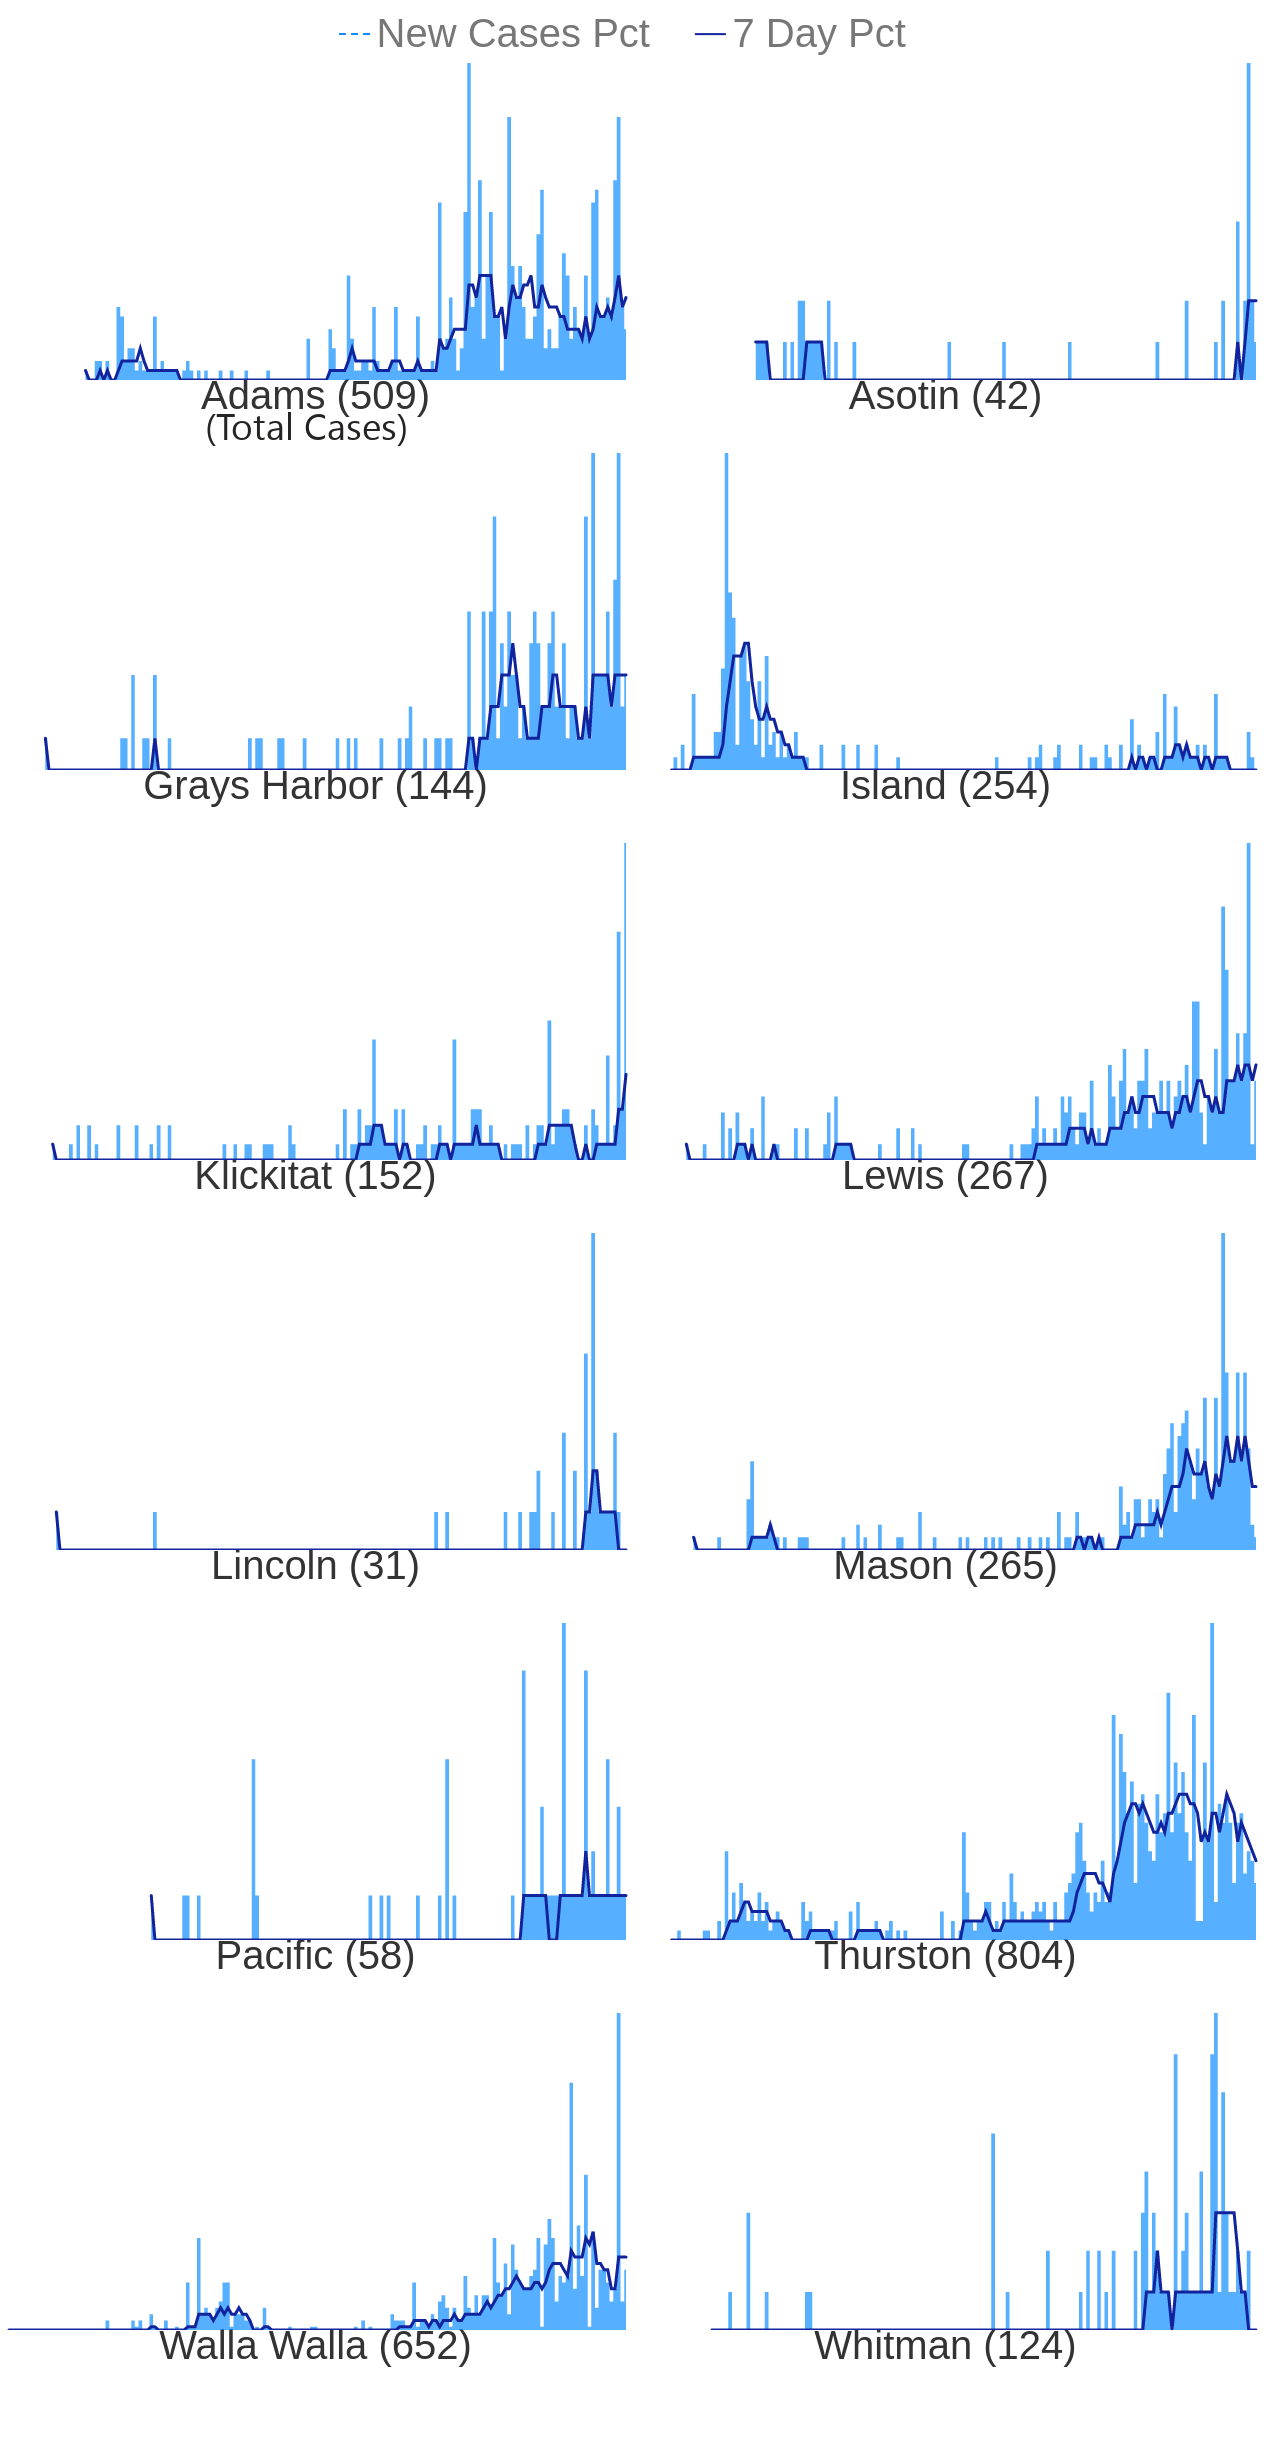 New Cases Pct 7 Day Pct
Adams (509)
(Total Cases)
Asotin (42)
Grays Harbor (144)
Island (254)
Klickitat (152)
Lewis (267)
Lincoln (31)
Mason (265)
Pacific (58)
Thurston (804)
Walla Walla (652)
Whitman (124)